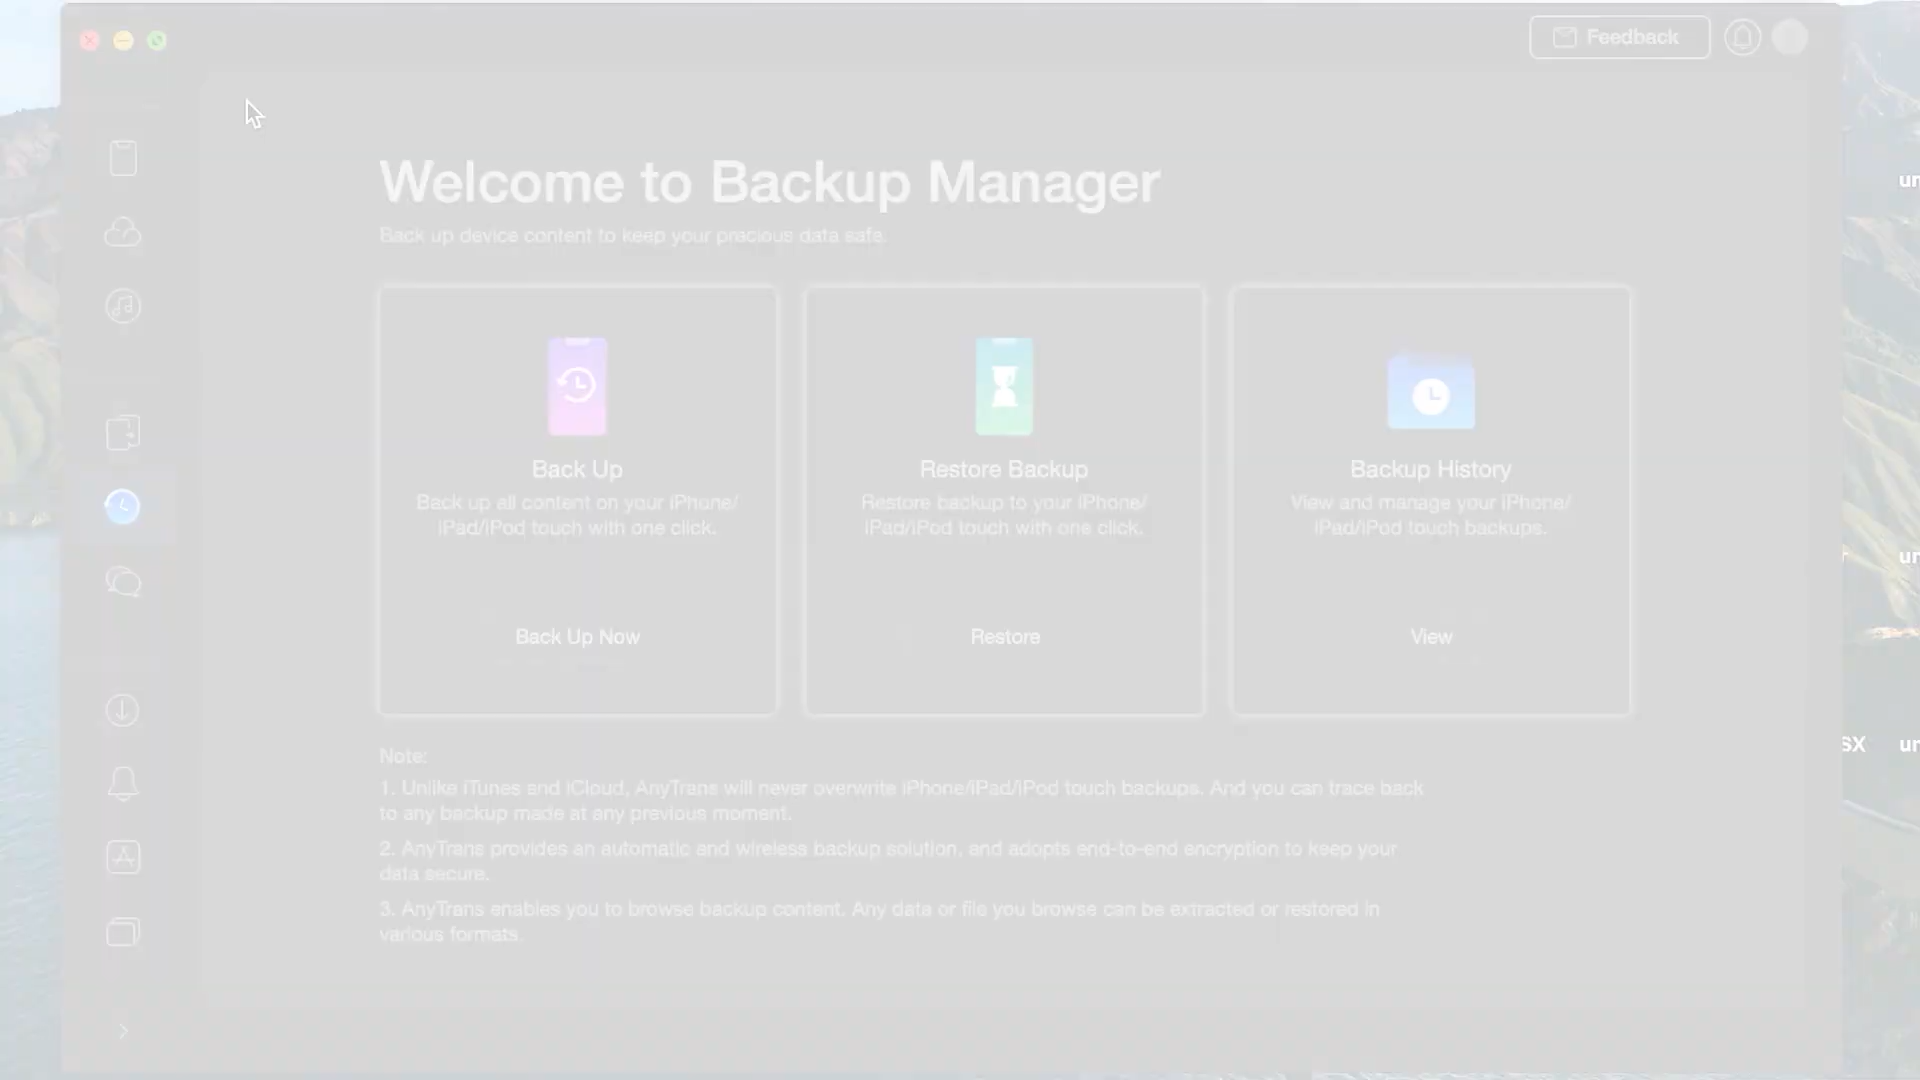 Feedback
Welcome to Backup Manager
Back up device content to keep your precious data safe.
Back Up
Back up all content on your iPhone/
iPad/iPod touch with one click.
Back Up Now
Restore Backup
Restore backup to your iPhone/
iPad/iPod touch with one click.
Restore
Backup History
View and manage your iPhone/
iPad/iPod touch backups.
View
Note:
1. Unlike iTunes and iCloud, AnyTrans will never overwrite iPhone/iPad/iPod touch backups. And you can trace back
to any backup made at any previous moment.
2. AnyTrans provides an automatic and wireless backup solution, and adopts end-to-end encryption to keep your
data secure.
3. AnyTrans enables you to browse backup content. Any data or file you browse can be extracted or restored in
various formats.